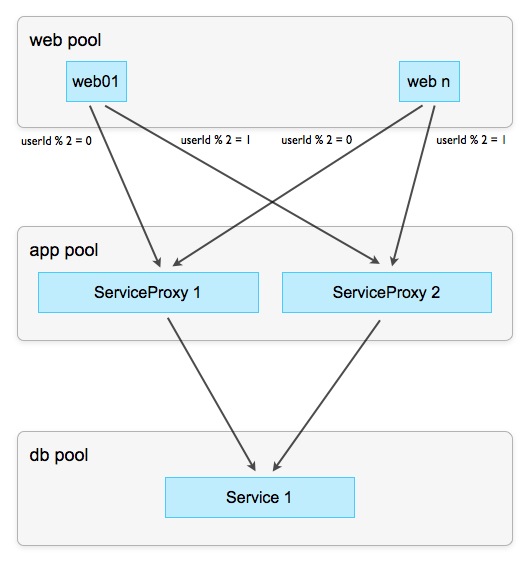 web pool
web01
web n
userId % 2 = 0
userId % 2 = 1
userId % 2 = 0
userId % 2 = 1
app pool
ServiceProxy 1
ServiceProxy 2
db pool
Service 1